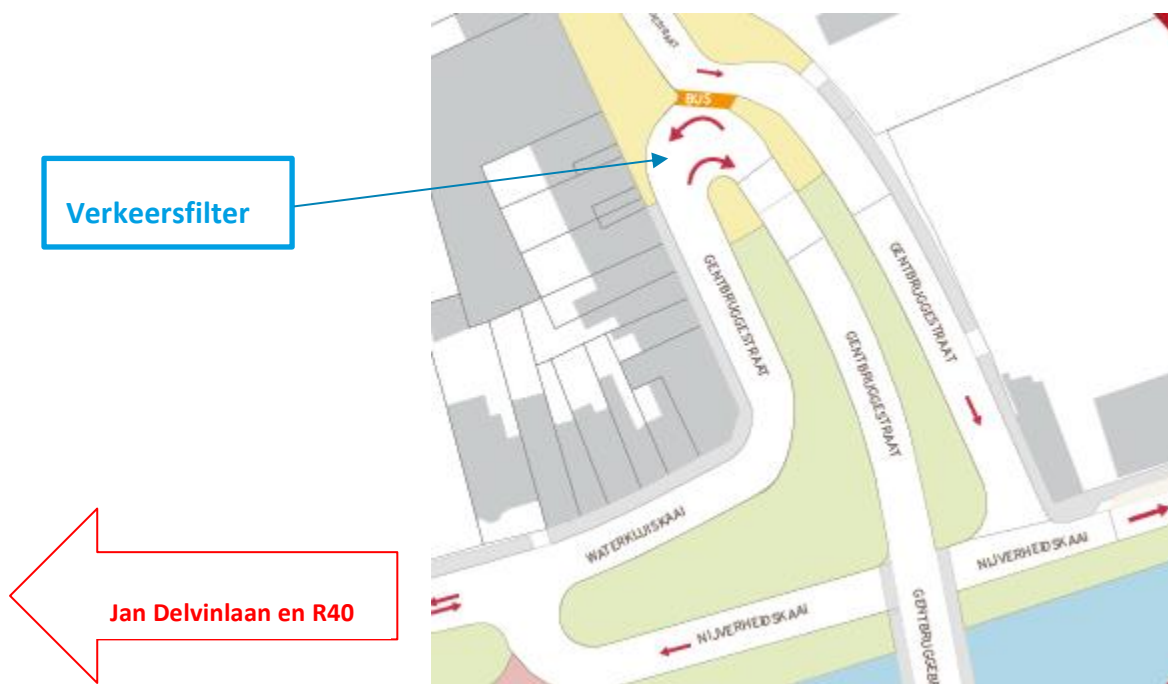 BUS
Verkeersfilter
GENTBRUGGESTRAAT
GENTBRUGGESTRAAT
GENTBRUGGESTRAAT
WATERKLUISKAAI
NIJVERHEIDSKAAI
Jan Delvinlaan en R40
NIJVERHEIDSKAAI